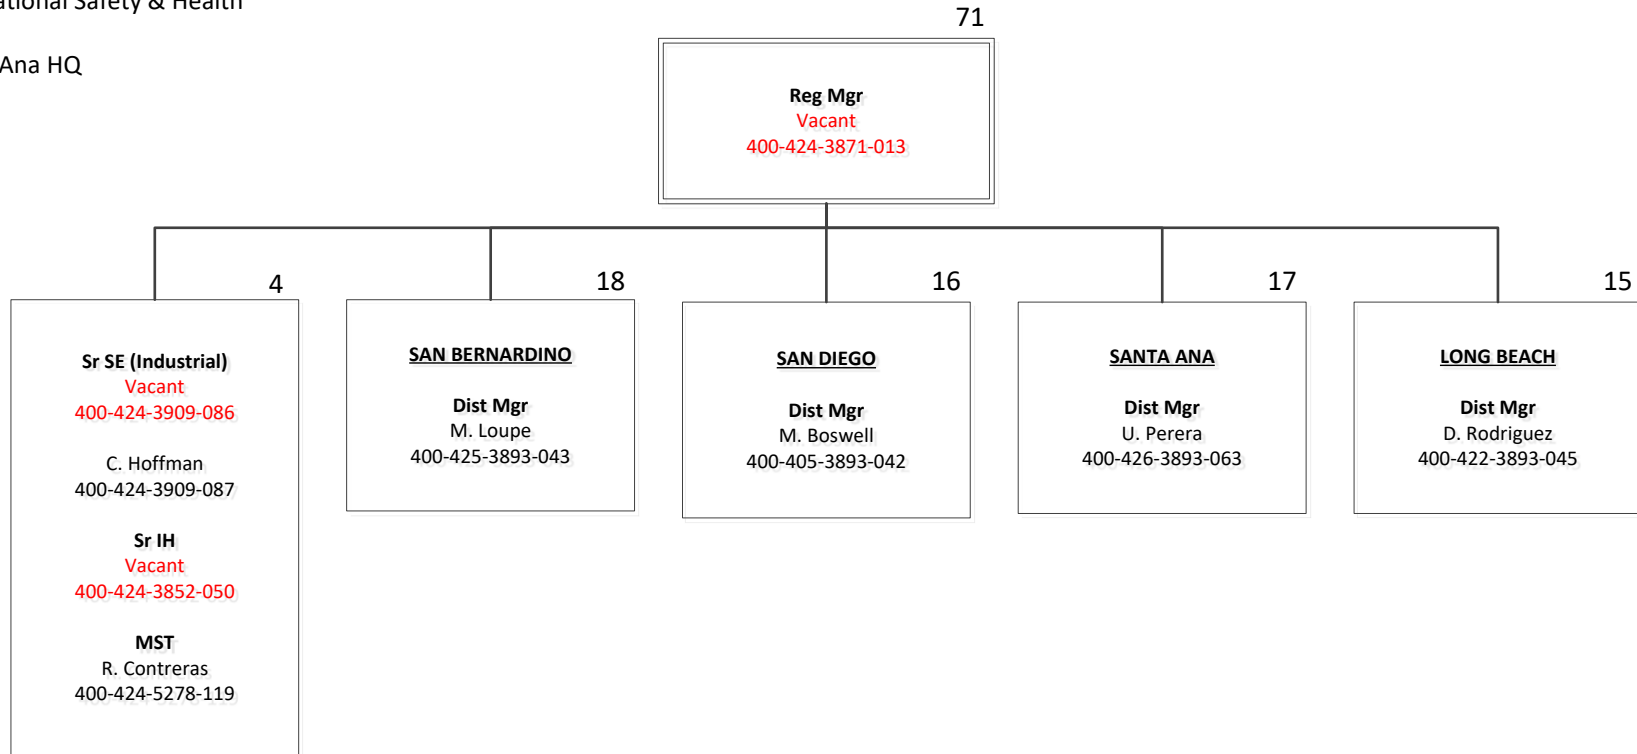 ational Safety & Health
Ana HQ
71
Reg Mgr
Vacant
400-424-3871-013
4
Sr SE (Industrial)
Vacant
400-424-3909-086
C. Hoffman
400-424-3909-087
Sr IH
Vacant
400-424-3852-050
MST
R. Contreras
400-424-5278-119
18
SAN BERNARDINO
Dist Mgr
M. Loupe
400-425-3893-043
16
SAN DIEGO
Dist Mgr
M. Boswell
400-405-3893-042
17
SANTA ANA
Dist Mgr
U. Perera
400-426-3893-063
15
LONG BEACH
Dist Mgr
D. Rodriguez
400-422-3893-045